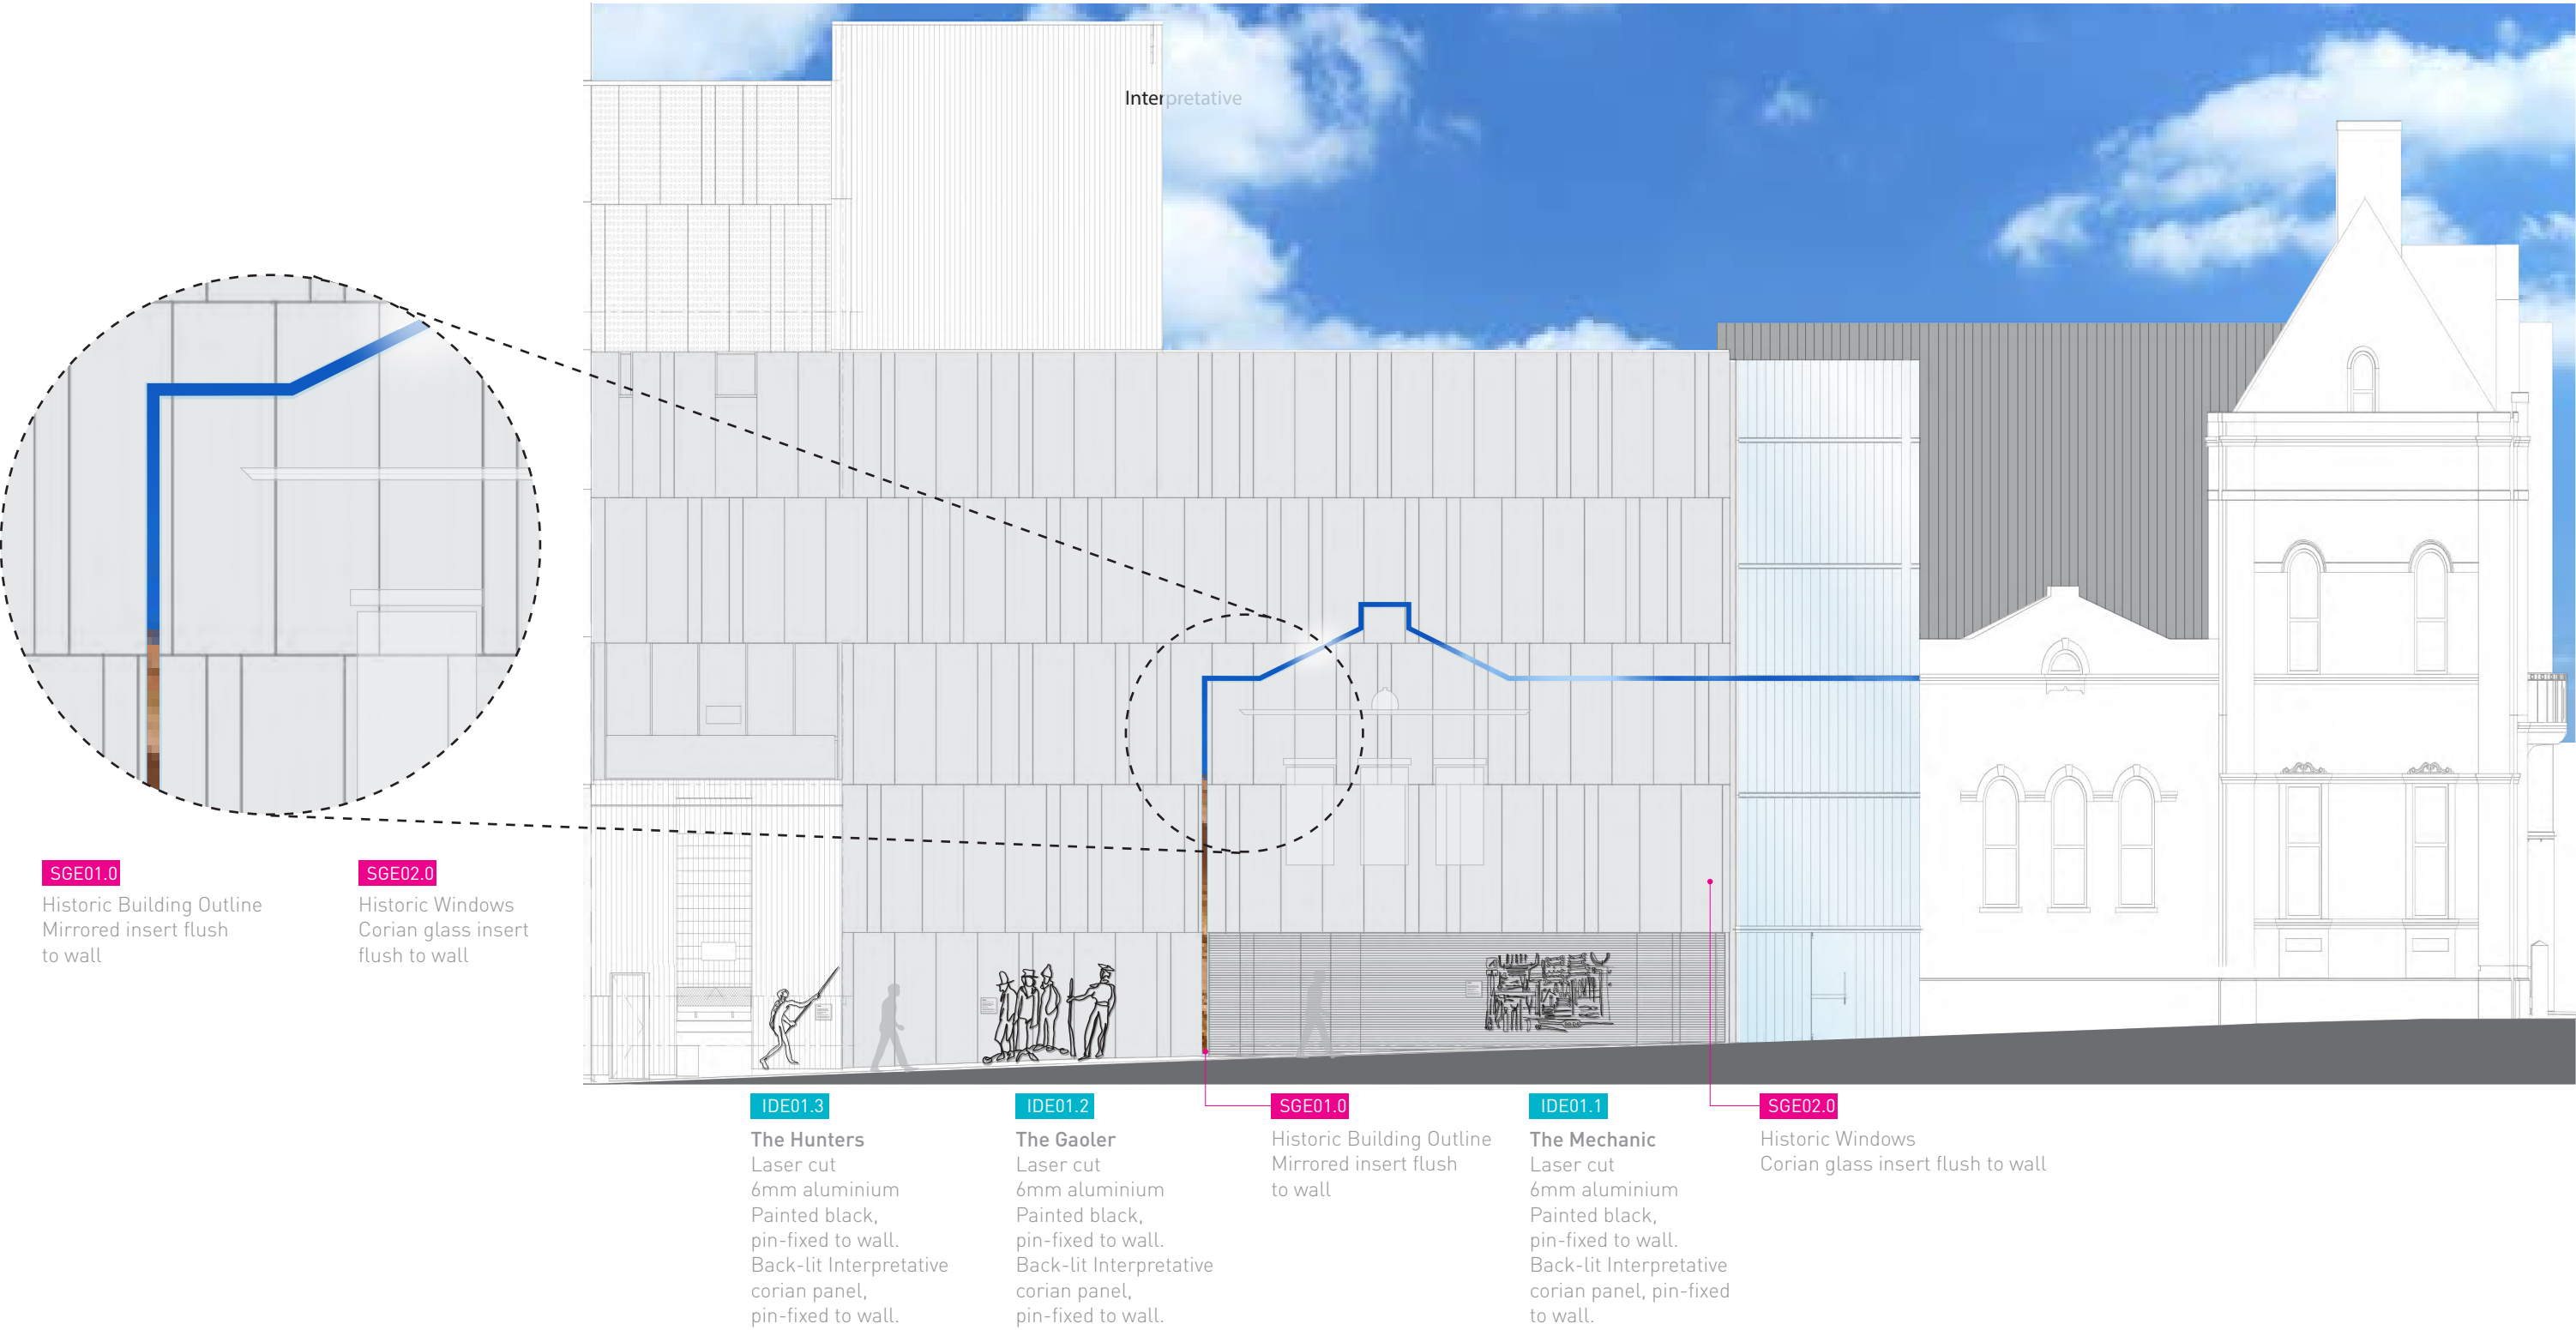 Interpretative
SGE01.0
Historic Building Outline
Mirrored insert flush
to wall
SGE02.0
Historic Windows
Corian glass insert
flush to wall
IDE01.3
The Hunters
Laser cut
6mm aluminium
Painted black,
pin-fixed to wall.
Back-lit Interpretative
corian panel,
pin-fixed to wall.
IDE01.2
The Gaoler
Laser cut
6mm aluminium
Painted black,
pin-fixed to wall.
Back-lit Interpretative
corian panel,
pin-fixed to wall.
SGE01.0
Historic Building Outline
Mirrored insert flush
to wall
IDE01.1
The Mechanic
Laser cut
6mm aluminium
Painted black,
pin-fixed to wall.
Back-lit Interpretative
corian panel, pin-fixed
to wall.
SGE02.0
Historic Windows
Corian glass insert flush to wall